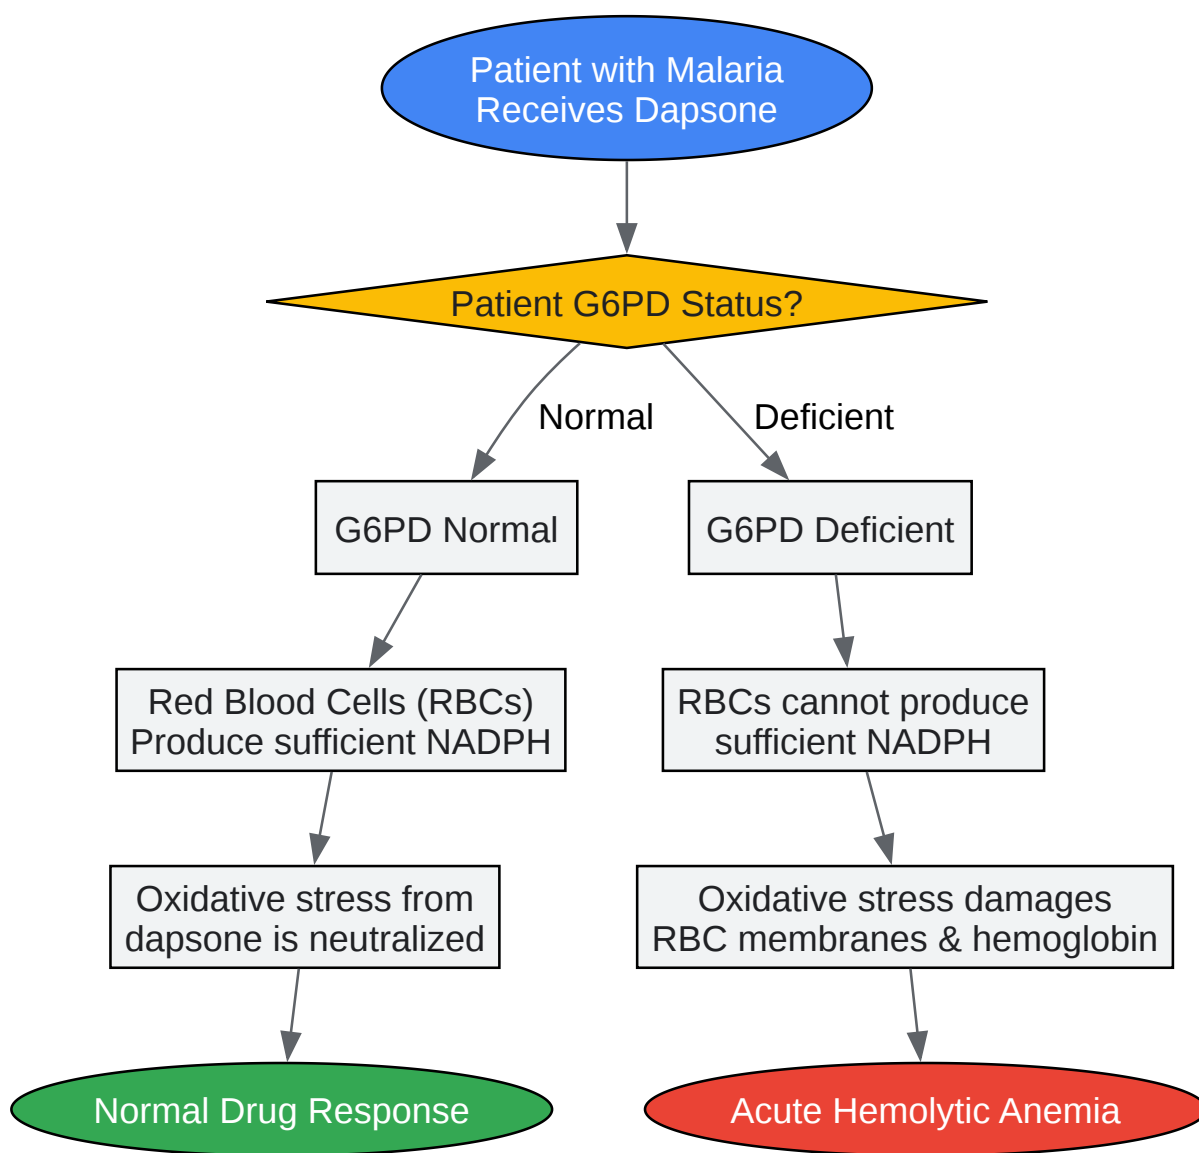 Patient with Malaria
Receives Dapsone
Patient G6PD Status?
Normal
Deficient
G6PD Normal
G6PD Deficient
Red Blood Cells (RBCs)
Produce sufficient NADPH
RBCs cannot produce
sufficient NADPH
Oxidative stress from
dapsone is neutralized
Oxidative stress damages
RBC membranes & hemoglobin
Normal Drug Response
Acute Hemolytic Anemia